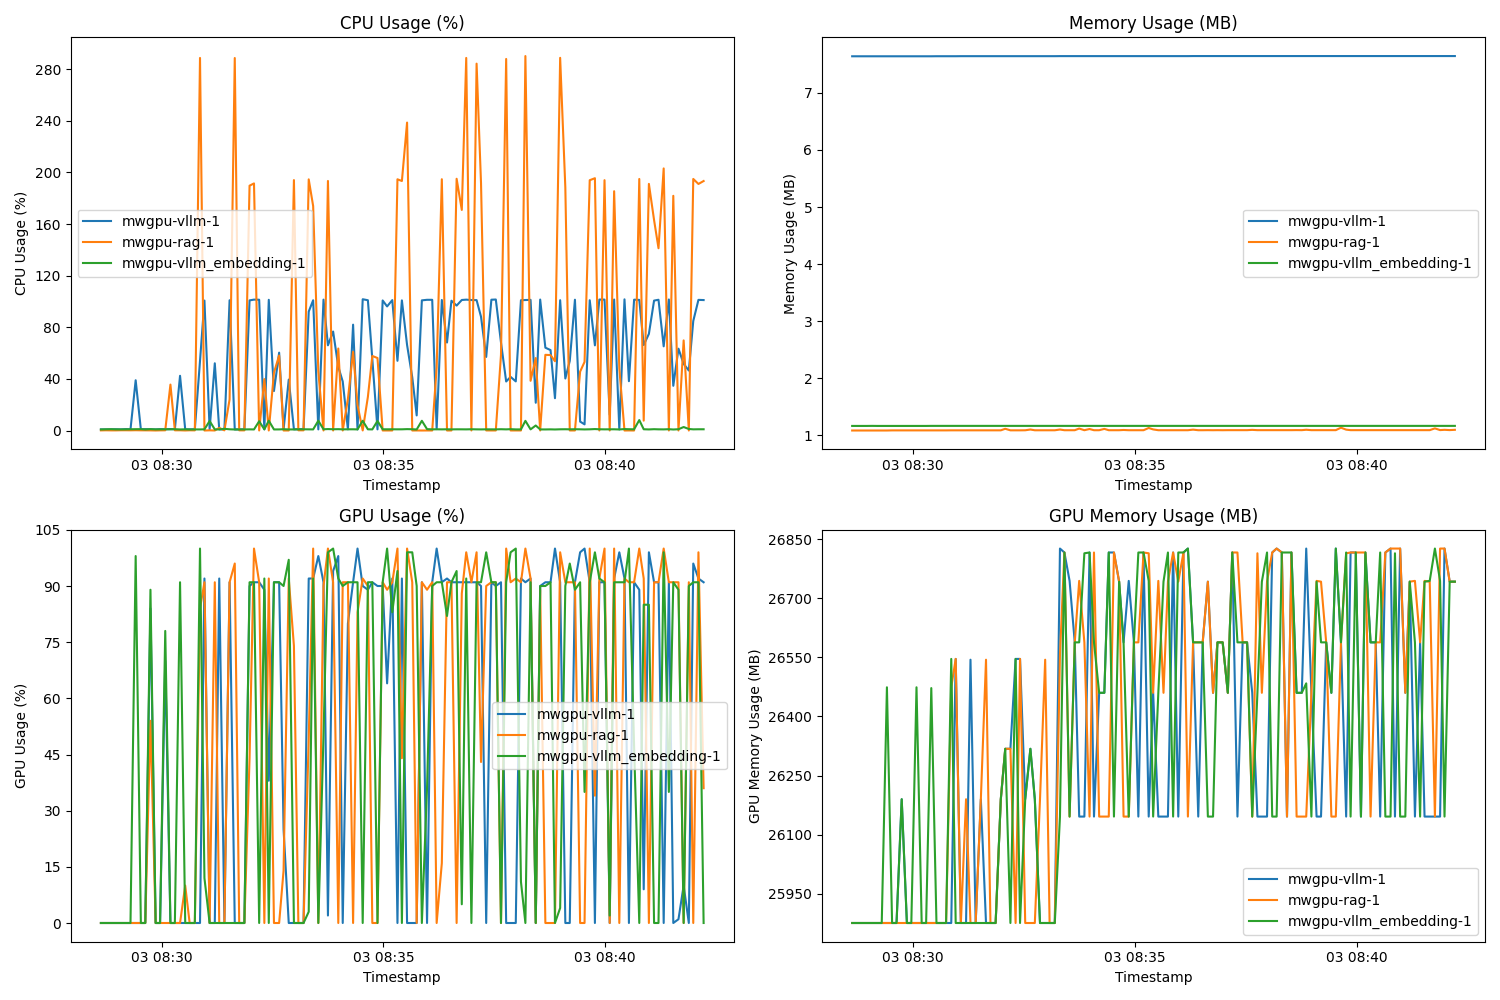 CPU Usage (%)
CPU Usage (%)
280
240
200
160
120
80
40
0
mwgpu-vllm-1
mwgpu-rag-1
mwgpu-vllm_embedding-1
03 08:30
03 08:35
03 08:40
Timestamp
Memory Usage (MB)
Memory Usage (MB)
7
6
5
4
3
2
1
mwgpu-vllm-1
mwgpu-rag-1
mwgpu-vllm_embedding-1
03 08:30
03 08:35
03 08:40
Timestamp
GPU Usage (%)
GPU Usage (%)
105
90
75
60
45
30
15
0
mwgpu-vllm-1
mwgpu-rag-1
mwgpu-vllm_embedding-1
03 08:30
03 08:35
03 08:40
Timestamp
GPU Memory Usage (MB)
GPU Memory Usage (MB)
26850
26700
26550
26400
26250
26100
25950
mwgpu-vllm-1
mwgpu-rag-1
mwgpu-vllm_embedding-1
03 08:30
03 08:35
03 08:40
Timestamp